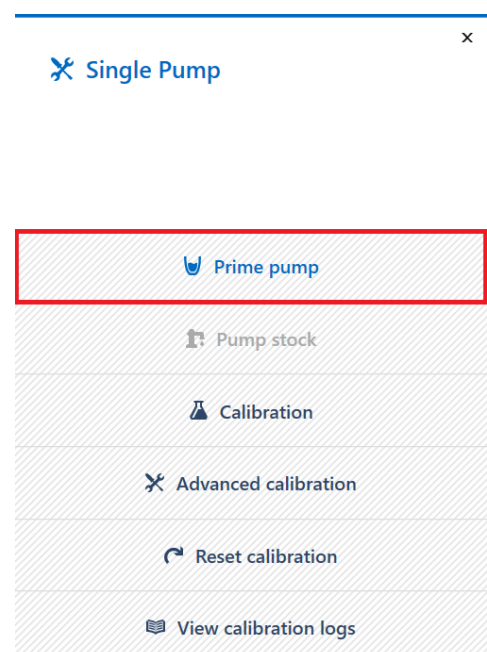 ×
Single Pump
Prime pump
Pump stock
Calibration
Advanced calibration
Reset calibration
View calibration logs